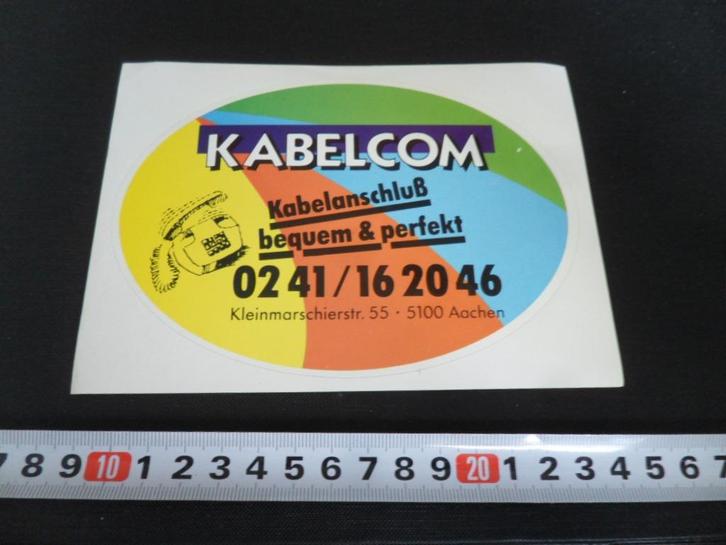 KABELCOM
Kabelanschluß
bequem & perfekt
02 41/16 20 46
Kleinmarschierstr. 55 · 5100 Aachen
7 8 9 10 1 2 3 4 5 6 7 8 9 20 1 2 3 4 5 6 7